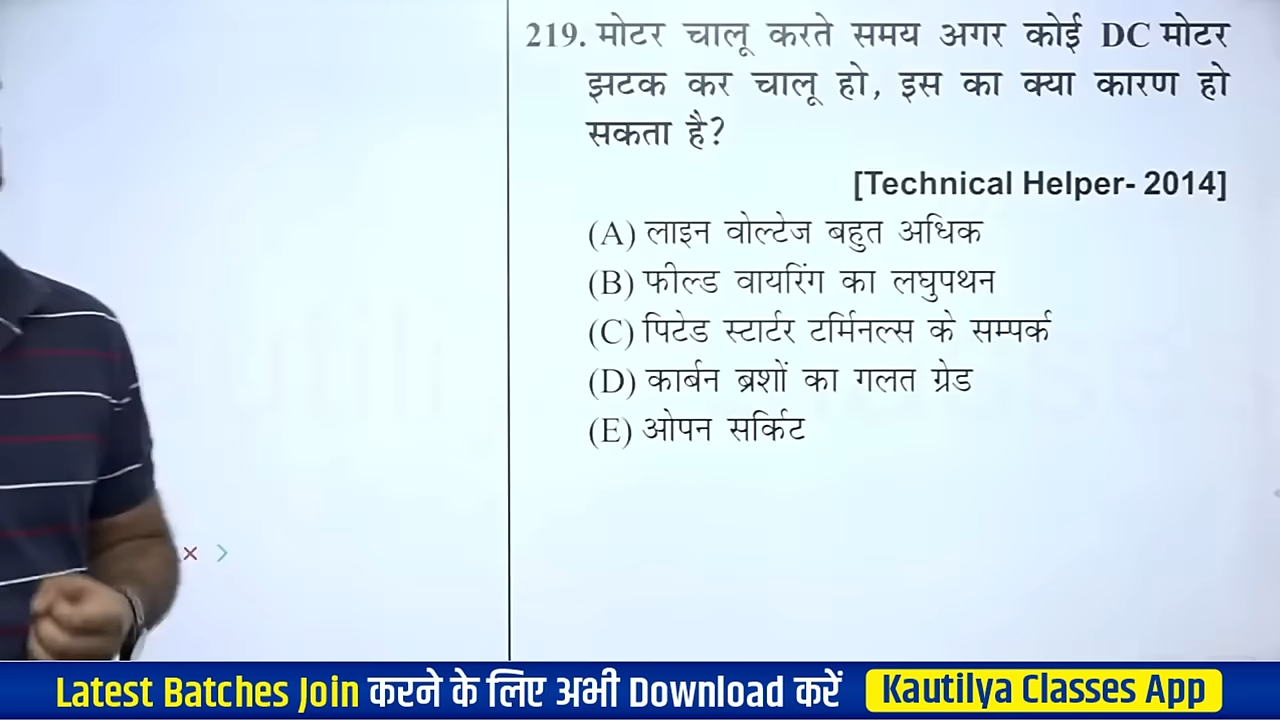 219. मोटर चालू करते समय अगर कोई DC मोटर
झटक कर चालू हो, इस का क्या कारण हो
सकता है?
[Technical Helper- 2014]
(A) लाइन वोल्टेज बहुत अधिक
(B) फील्ड वायरिंग का लघुपथन
(C) पिटेड स्टार्टर टर्मिनल्स के सम्पर्क
(D) कार्बन ब्रशों का गलत ग्रेड
(E) ओपन सर्किट
Latest Batches Join करने के लिए अभी Download करें Kautilya Classes App